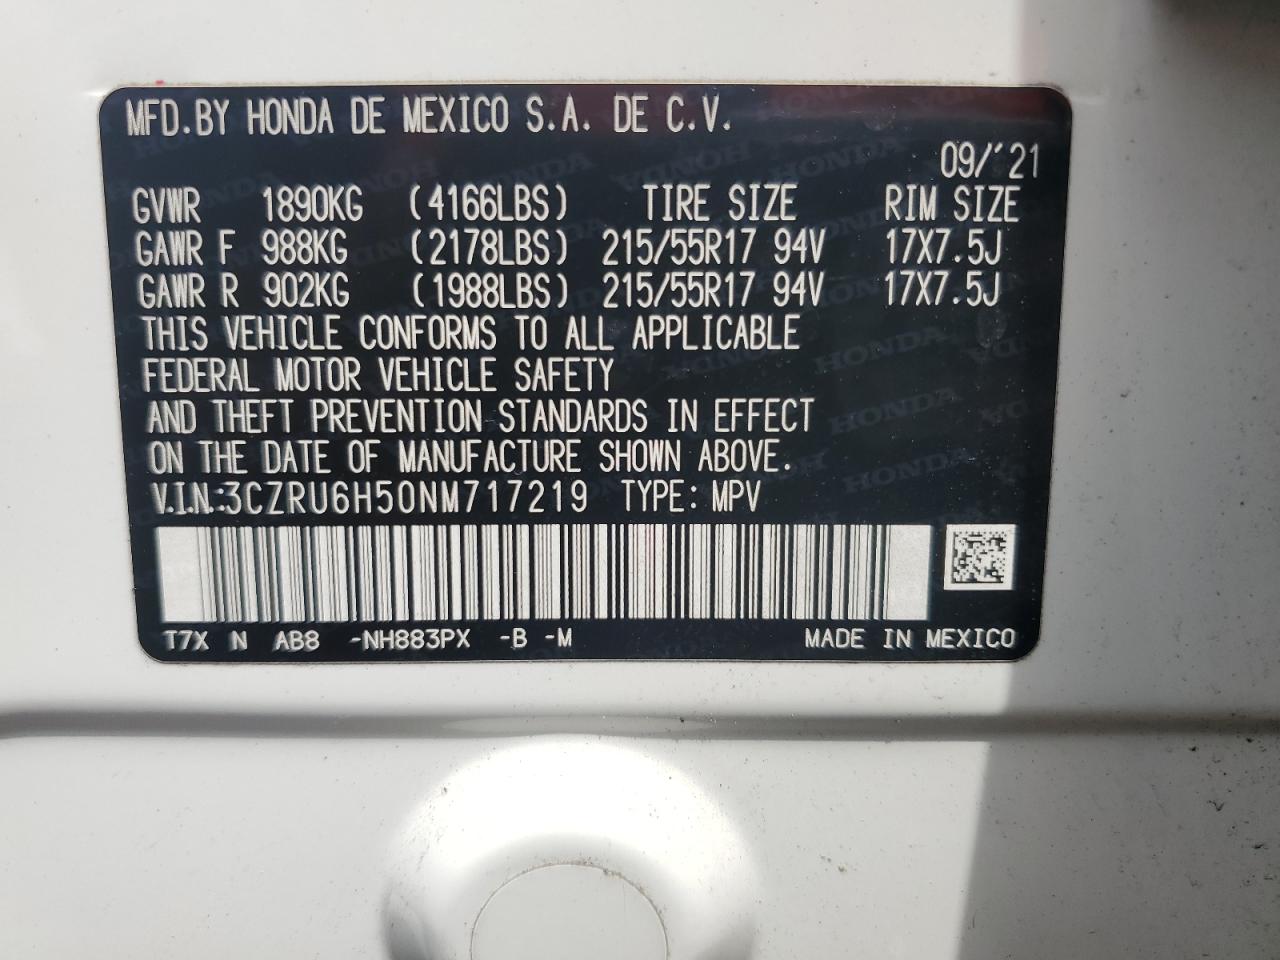 MFD.BY HONDA DE MEXICO S.A. DE C.V.
09/'21
GVWR 1890KG (4166LBS) TIRE SIZE RIM SIZE
GAWR F 988KG (2178LBS) 215/55R17 94V 17X7.5J
GAWR R 902KG (1988LBS) 215/55R17 94V 17X7.5J
THIS VEHICLE CONFORMS TO ALL APPLICABLE
FEDERAL MOTOR VEHICLE SAFETY
AND THEFT PREVENTION STANDARDS IN EFFECT
ON THE DATE OF MANUFACTURE SHOWN ABOVE.
V.I.N.:3CZRU6H50NM717219 TYPE: MPV
T7X N AB8 -NH883PX -B -M MADE IN MEXICO